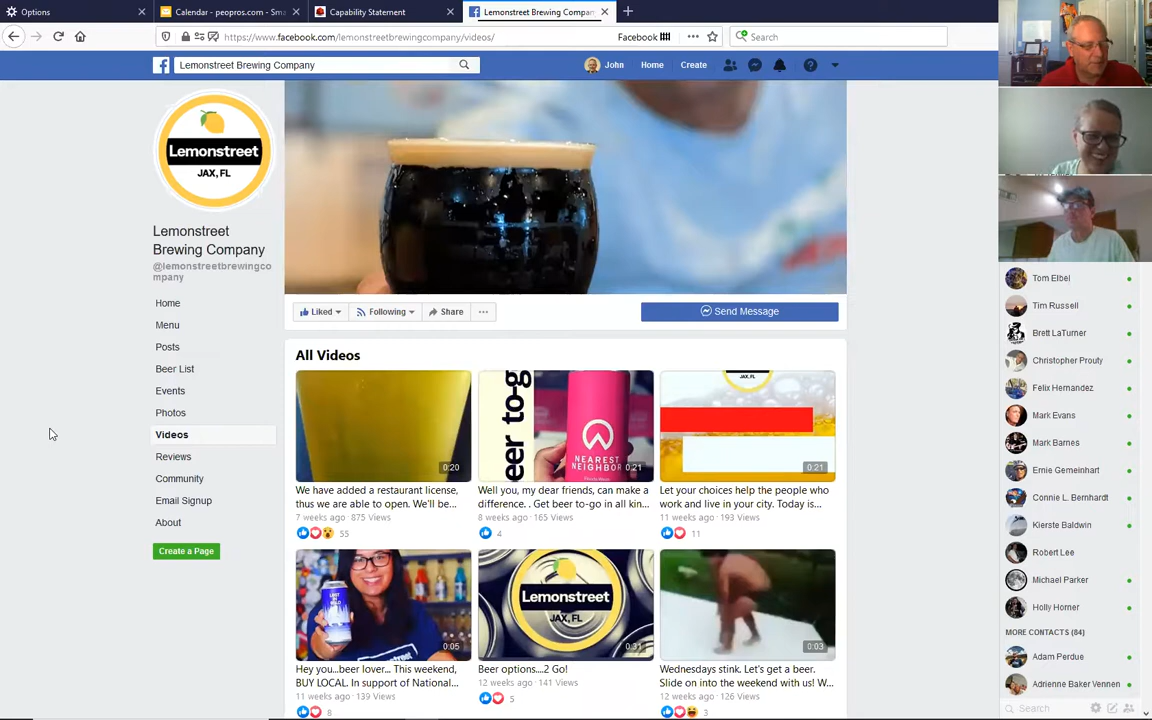 Options
Calendar - peopros.com - Sma
Capability Statement
Lemonstreet Brewing Company
https://www.facebook.com/lemonstreetbrewingcompany/videos/
Facebook
Search
Lemonstreet Brewing Company
John
Home
Create
Lemonstreet
JAX, FL
Lemonstreet
Brewing Company
@lemonstreetbrewingco
mpany
Home
Menu
Posts
Beer List
Events
Photos
Videos
Reviews
Community
Email Signup
About
Create a Page
Liked
Following
Share
Send Message
All Videos
0:20
We have added a restaurant license,
thus we are able to open. We'll be...
7 weeks ago · 875 Views
55
eer to-g
NEAREST
NEIGHBOR
0:21
Well you, my dear friends, can make a
difference. . Get beer to-go in all kin...
8 weeks ago · 165 Views
4
JAX, FL
0:21
Let your choices help the people who
work and live in your city. Today is...
11 weeks ago · 193 Views
11
0:05
Hey you...beer lover... This weekend,
BUY LOCAL. In support of National...
11 weeks ago · 139 Views
8
Lemonstreet
JAX, FL
0:31
Beer options....2 Go!
12 weeks ago · 141 Views
5
0:03
Wednesdays stink. Let's get a beer.
Slide on into the weekend with us! W...
12 weeks ago · 126 Views
3
Tom Elbel
Tim Russell
Brett LaTurner
Christopher Prouty
Felix Hernandez
Mark Evans
Mark Barnes
Ernie Gemeinhart
Connie L. Bernhardt
Kierste Baldwin
Robert Lee
Michael Parker
Holly Horner
MORE CONTACTS (84)
Adam Perdue
Adrienne Baker Vennen
Search